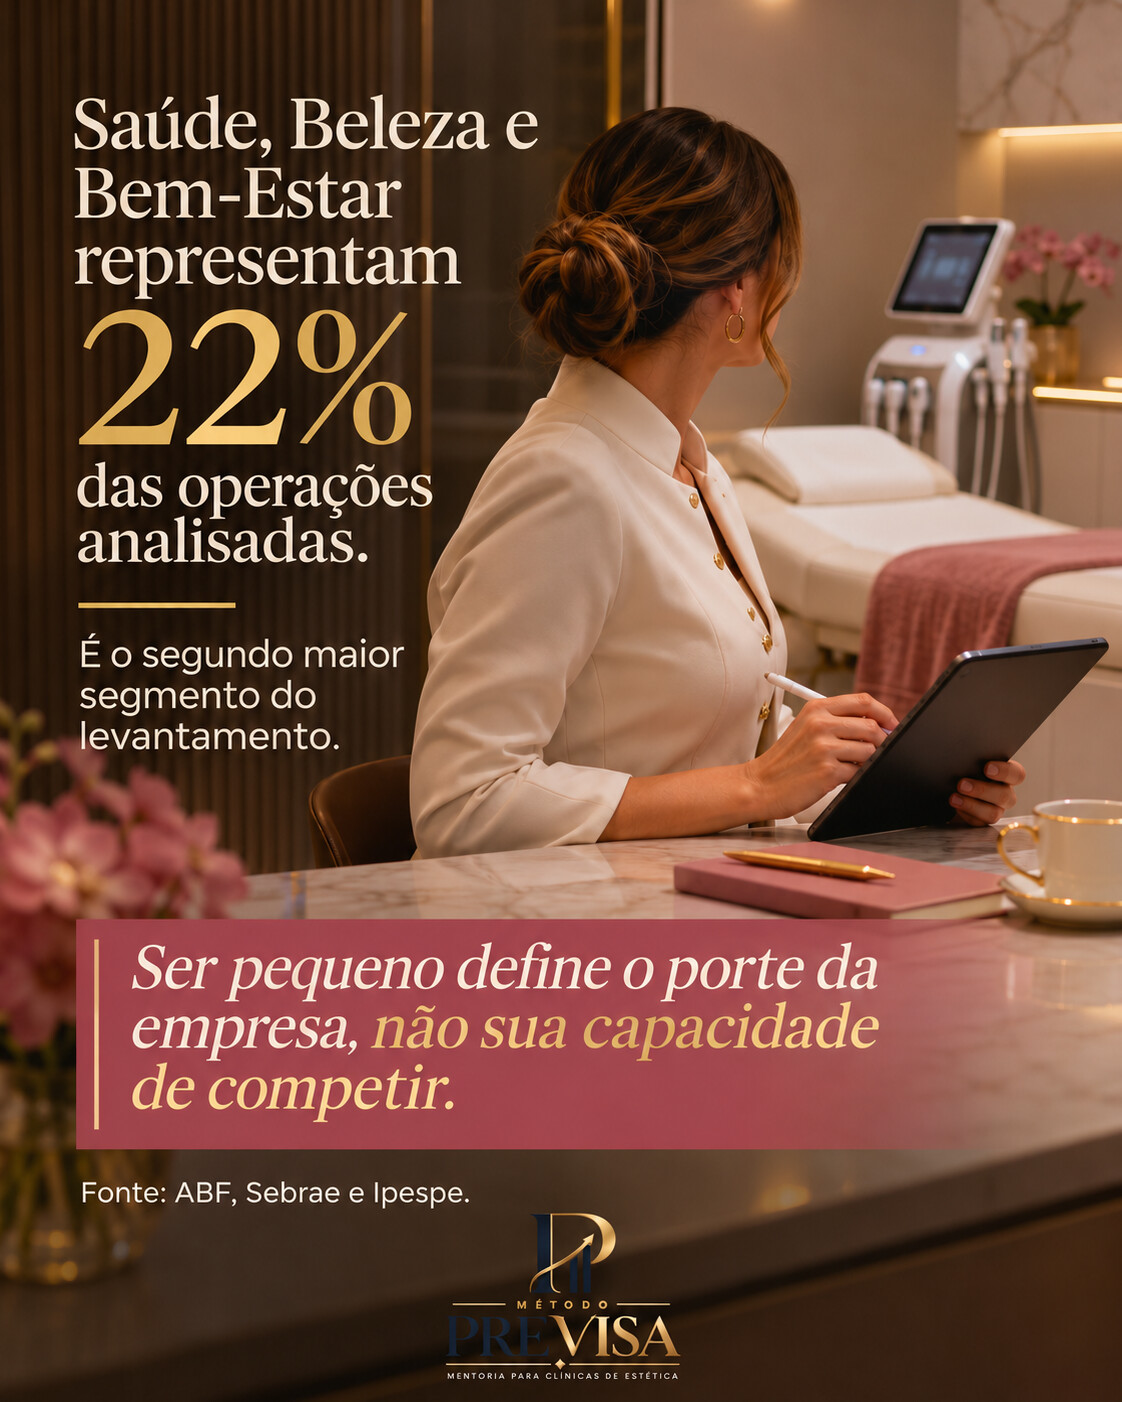 Saúde, Beleza e
Bem-Estar
representam
22%
das operações
analisadas.
É o segundo maior
segmento do
levantamento.
Ser pequeno define o porte da
empresa, não sua capacidade
de competir.
Fonte: ABF, Sebrae e Ipespe.
MÉTODO
PREVISA
MENTORIA PARA CLÍNICAS DE ESTÉTICA